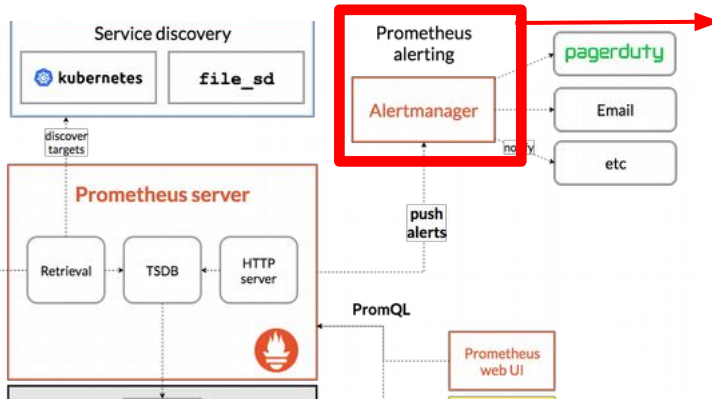 Service discovery
kubernetes
file_sd
discover
targets
Prometheus
alerting
Alertmanager
pagerduty
Email
notify
etc
Prometheus server
Retrieval
TSDB
HTTP
server
push
alerts
PromQL
Prometheus
web UI